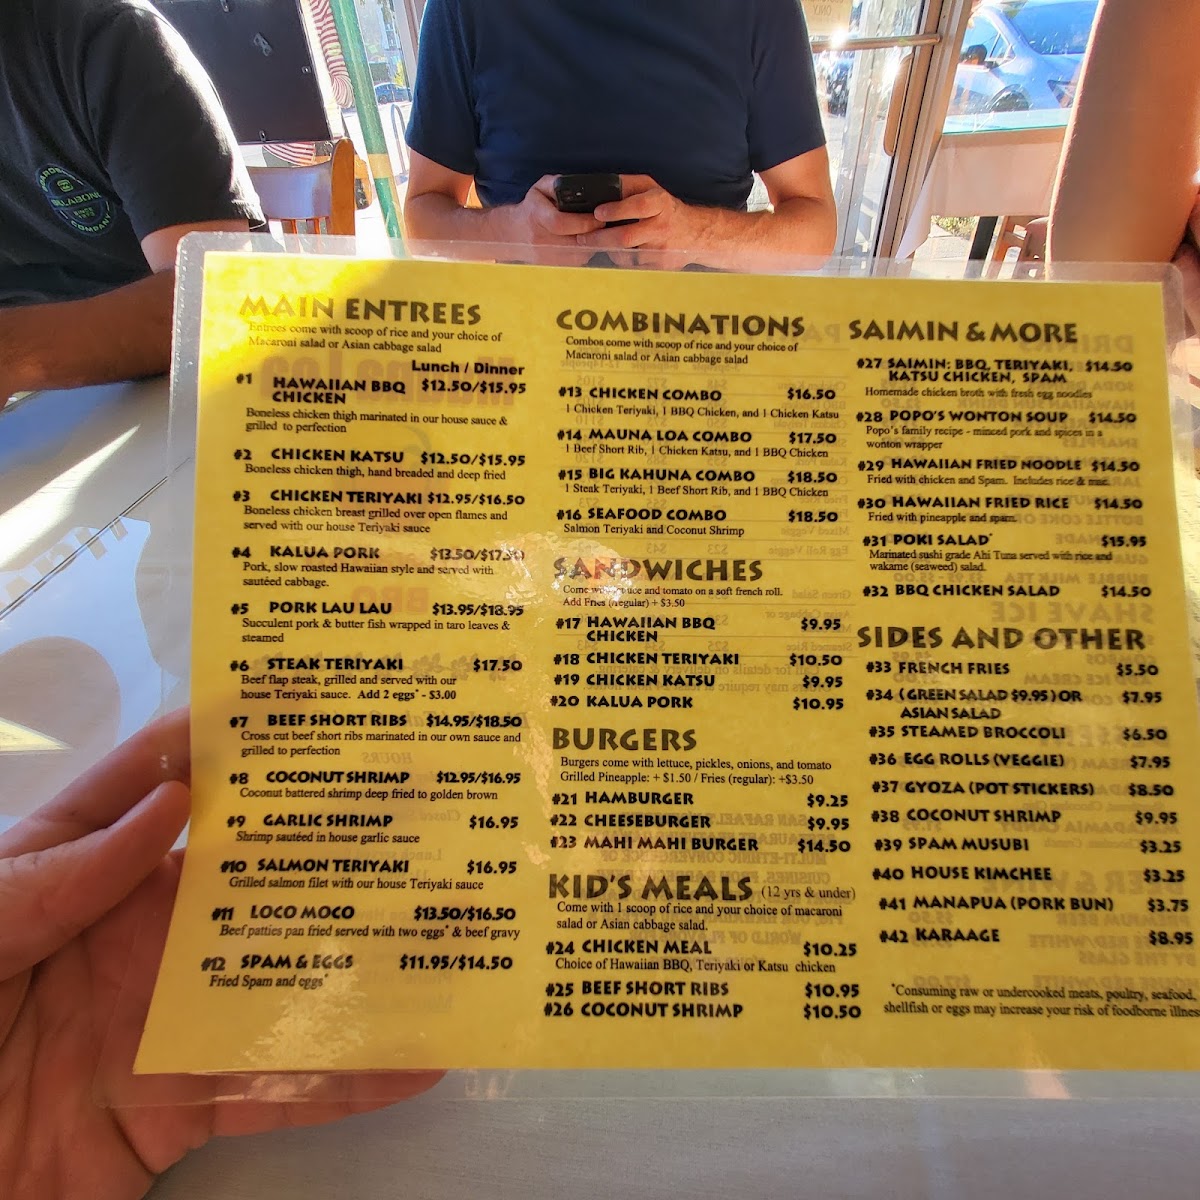 MAIN ENTREES
Entrees come with scoop of rice and your choice of
Macaroni salad or Asian cabbage salad
Lunch / Dinner
#1 HAWAIIAN BBQ $12.50/$15.95
CHICKEN
Boneless chicken thigh marinated in our house sauce &
grilled to perfection
#2 CHICKEN KATSU $12.50/$15.95
Boneless chicken thigh, hand breaded and deep fried
#3 CHICKEN TERIYAKI $12.95/$16.50
Boneless chicken breast grilled over open flames and
served with our house Teriyaki sauce
#4 KALUA PORK $13.50/$17.50
Pork, slow roasted Hawaiian style and served with
sautéed cabbage.
#5 PORK LAU LAU $13.95/$18.95
Succulent pork & butter fish wrapped in taro leaves &
steamed
#6 STEAK TERIYAKI $17.50
Beef flap steak, grilled and served with our
house Teriyaki sauce. Add 2 eggs* - $3.00
#7 BEEF SHORT RIBS $14.95/$18.50
Cross cut beef short ribs marinated in our own sauce and
grilled to perfection
#8 COCONUT SHRIMP $12.95/$16.95
Coconut battered shrimp deep fried to golden brown
#9 GARLIC SHRIMP $16.95
Shrimp sautéed in house garlic sauce
#10 SALMON TERIYAKI $16.95
Grilled salmon filet with our house Teriyaki sauce
#11 LOCO MOCO $13.50/$16.50
Beef patties pan fried served with two eggs* & beef gravy
#12 SPAM & EGGS $11.95/$14.50
Fried Spam and eggs*
COMBINATIONS
Combos come with scoop of rice and your choice of
Macaroni salad or Asian cabbage salad
#13 CHICKEN COMBO $16.50
1 Chicken Teriyaki, 1 BBQ Chicken, and 1 Chicken Katsu
#14 MAUNA LOA COMBO $17.50
1 Beef Short Rib, 1 Chicken Katsu, and 1 BBQ Chicken
#15 BIG KAHUNA COMBO $18.50
1 Steak Teriyaki, 1 Beef Short Rib, and 1 BBQ Chicken
#16 SEAFOOD COMBO $18.50
Salmon Teriyaki and Coconut Shrimp
SANDWICHES
Come w/ lettuce and tomato on a soft french roll.
Add Fries (regular) + $3.50
#17 HAWAIIAN BBQ $9.95
CHICKEN
#18 CHICKEN TERIYAKI $10.50
#19 CHICKEN KATSU $9.95
#20 KALUA PORK $10.95
BURGERS
Burgers come with lettuce, pickles, onions, and tomato
Grilled Pineapple: + $1.50 / Fries (regular): +$3.50
#21 HAMBURGER $9.25
#22 CHEESEBURGER $9.95
#23 MAHI MAHI BURGER $14.50
KID'S MEALS (12 yrs & under)
Come with 1 scoop of rice and your choice of macaroni
salad or Asian cabbage salad.
#24 CHICKEN MEAL $10.25
Choice of Hawaiian BBQ, Teriyaki or Katsu chicken
#25 BEEF SHORT RIBS $10.95
#26 COCONUT SHRIMP $10.50
SAIMIN & MORE
#27 SAIMIN: BBQ, TERIYAKI, $14.50
KATSU CHICKEN, SPAM
Homemade chicken broth with fresh egg noodles
#28 POPO'S WONTON SOUP $14.50
Popo's family recipe - minced pork and spices in a
wonton wrapper
#29 HAWAIIAN FRIED NOODLE $14.50
Fried with chicken and Spam. Includes rice & mac.
#30 HAWAIIAN FRIED RICE $14.50
Fried with pineapple and spam.
#31 POKI SALAD* $15.95
Marinated sushi grade Ahi Tuna served with rice and
wakame (seaweed) salad.
#32 BBQ CHICKEN SALAD $14.50
SIDES AND OTHER
#33 FRENCH FRIES $5.50
#34 (GREEN SALAD $9.95) OR $7.95
ASIAN SALAD
#35 STEAMED BROCCOLI $6.50
#36 EGG ROLLS (VEGGIE) $7.95
#37 GYOZA (POT STICKERS) $8.50
#38 COCONUT SHRIMP $9.95
#39 SPAM MUSUBI $3.25
#40 HOUSE KIMCHEE $3.25
#41 MANAPUA (PORK BUN) $3.75
#42 KARAAGE $8.95
*Consuming raw or undercooked meats, poultry, seafood,
shellfish or eggs may increase your risk of foodborne illnes